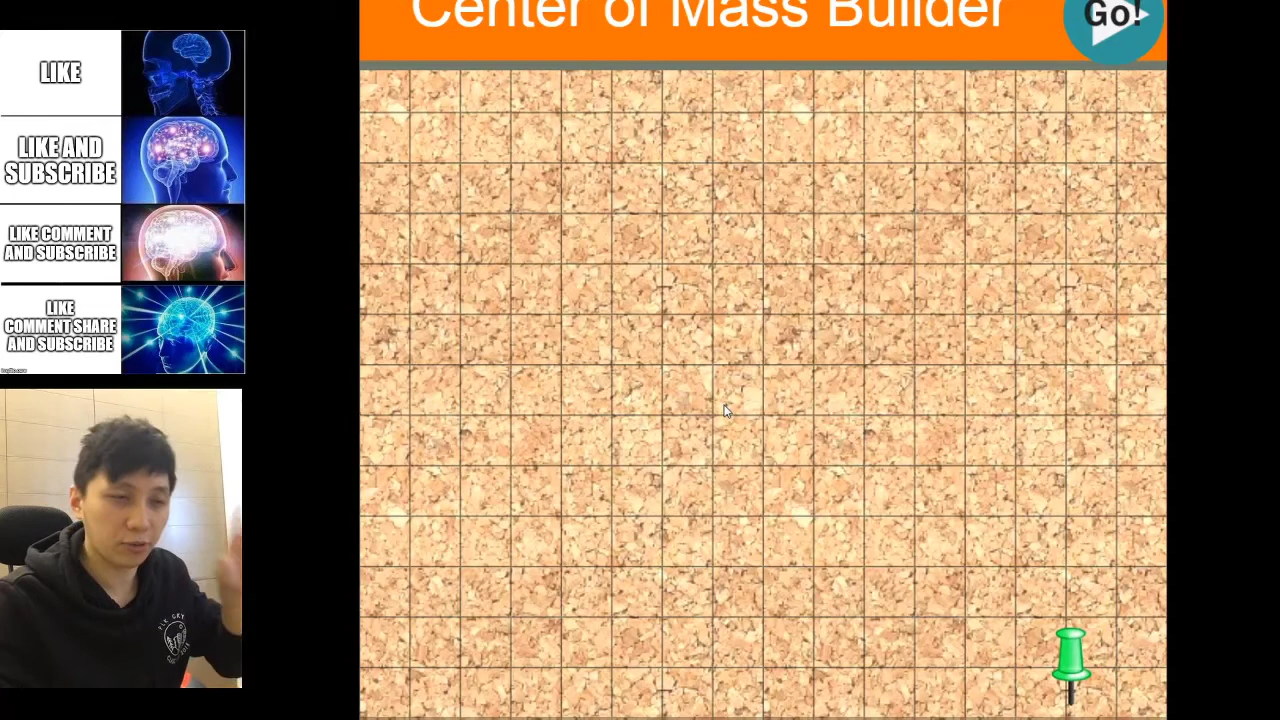 Center of Mass Builder
Go!
LIKE
LIKE AND
SUBSCRIBE
LIKE COMMENT
AND SUBSCRIBE
LIKE
COMMENT SHARE
AND SUBSCRIBE